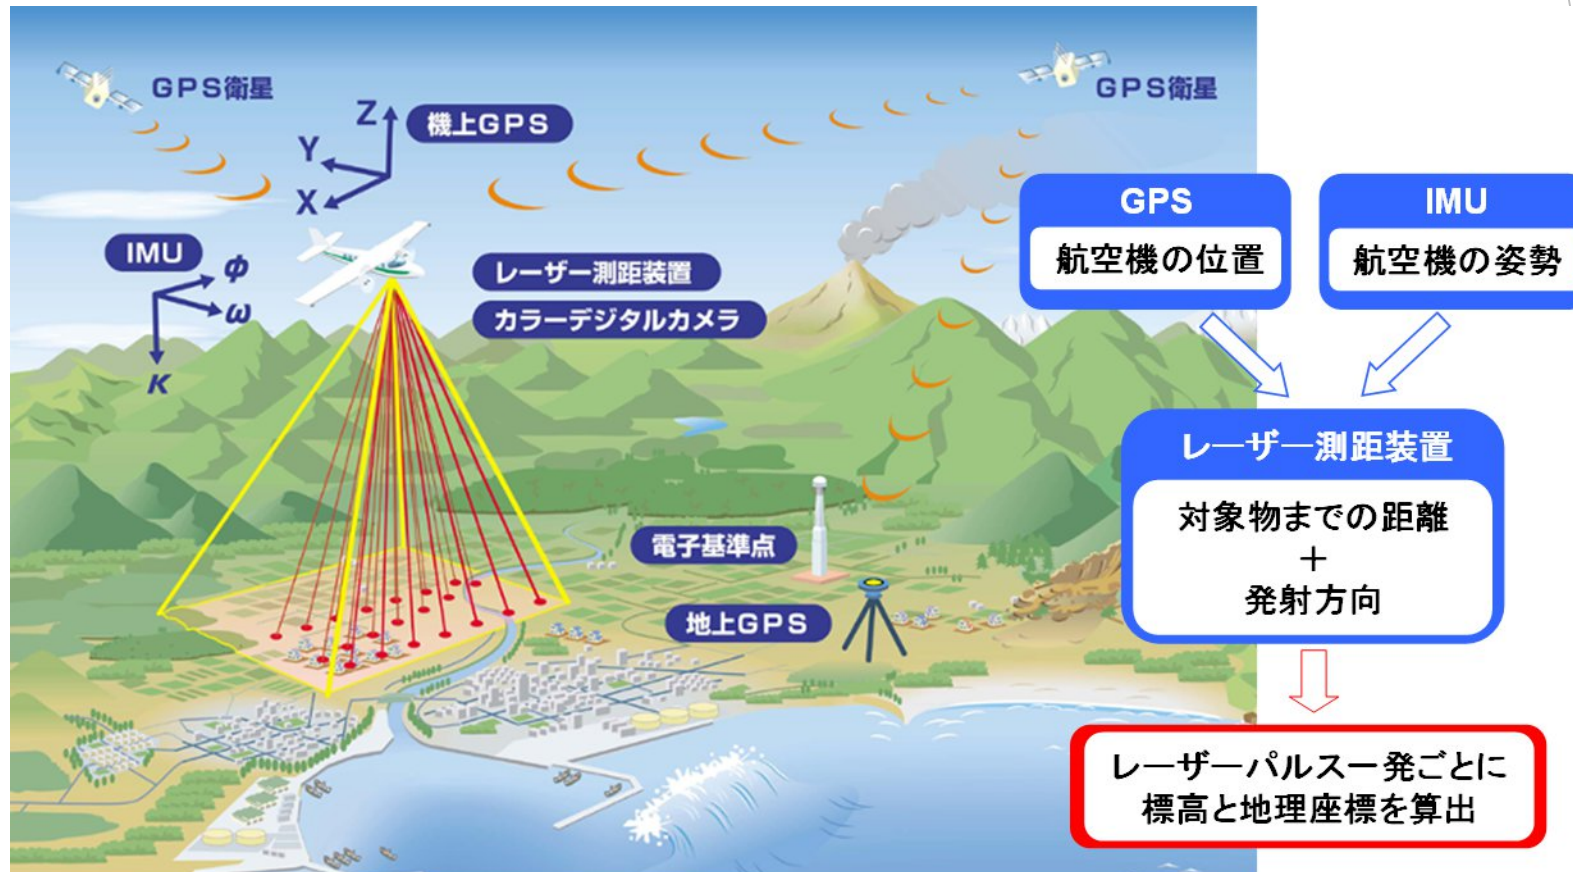 GPS衛星
GPS衛星
Z
機上GPS
Y
X
IMU
φ
ω
κ
レーザー測距装置
カラーデジタルカメラ
電子基準点
地上GPS
GPS
航空機の位置
IMU
航空機の姿勢
レーザー測距装置
対象物までの距離
+
発射方向
レーザーパルス一発ごとに
標高と地理座標を算出